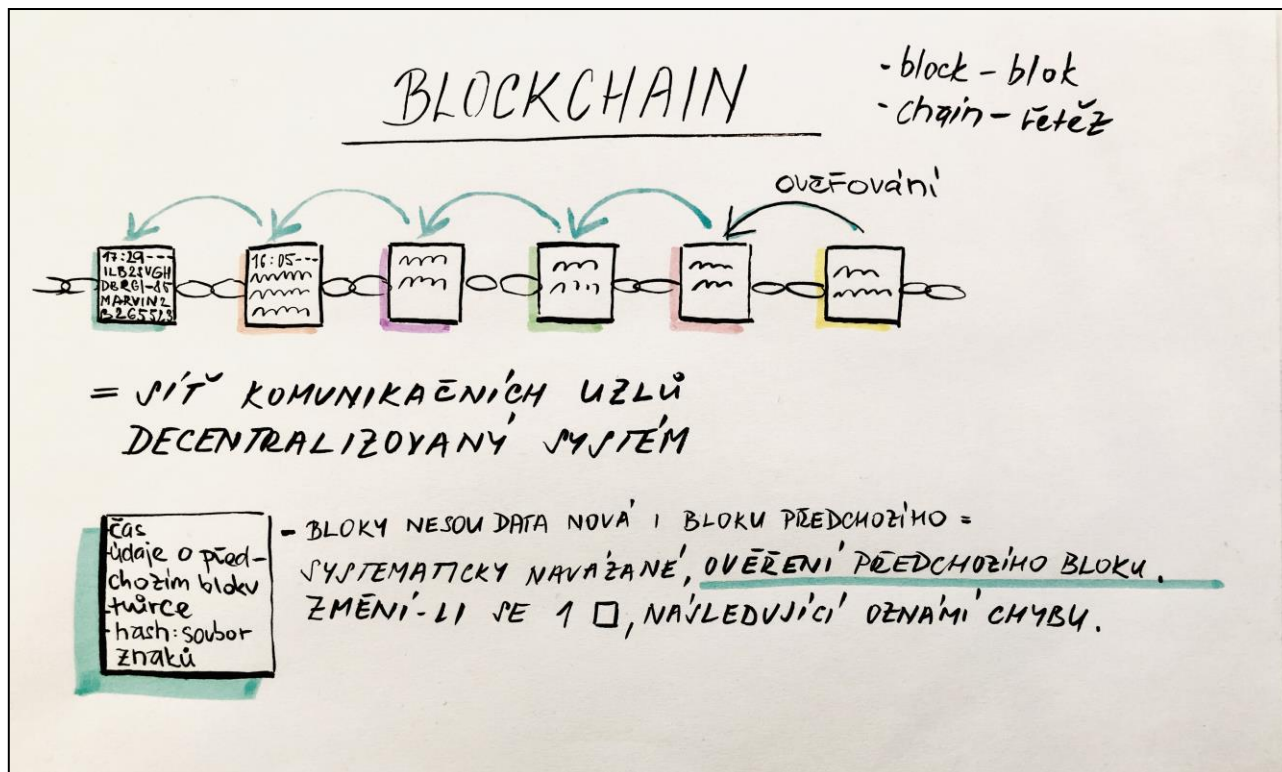 BLOCKCHAIN
- block - blok
- chain - řetěz
ověřování
17:29---
1LB2SVGH
MARVIN2
16:05---
= SÍŤ KOMUNIKAČNÍCH UZLŮ
DECENTRALIZOVANÝ SYSTÉM
- čas
- údaje o před-
chozím bloku
- tvůrce
- hash: soubor
znaků
- BLOKY NESOU DATA NOVÁ I BLOKU PŘEDCHOZÍHO =
SYSTEMATICKY NAVÁZANÉ, OVĚŘENÍ PŘEDCHOZÍHO BLOKU.
ZMĚNÍ-LI SE 1 □, NÁSLEDUJÍCÍ OZNÁMÍ CHYBU.